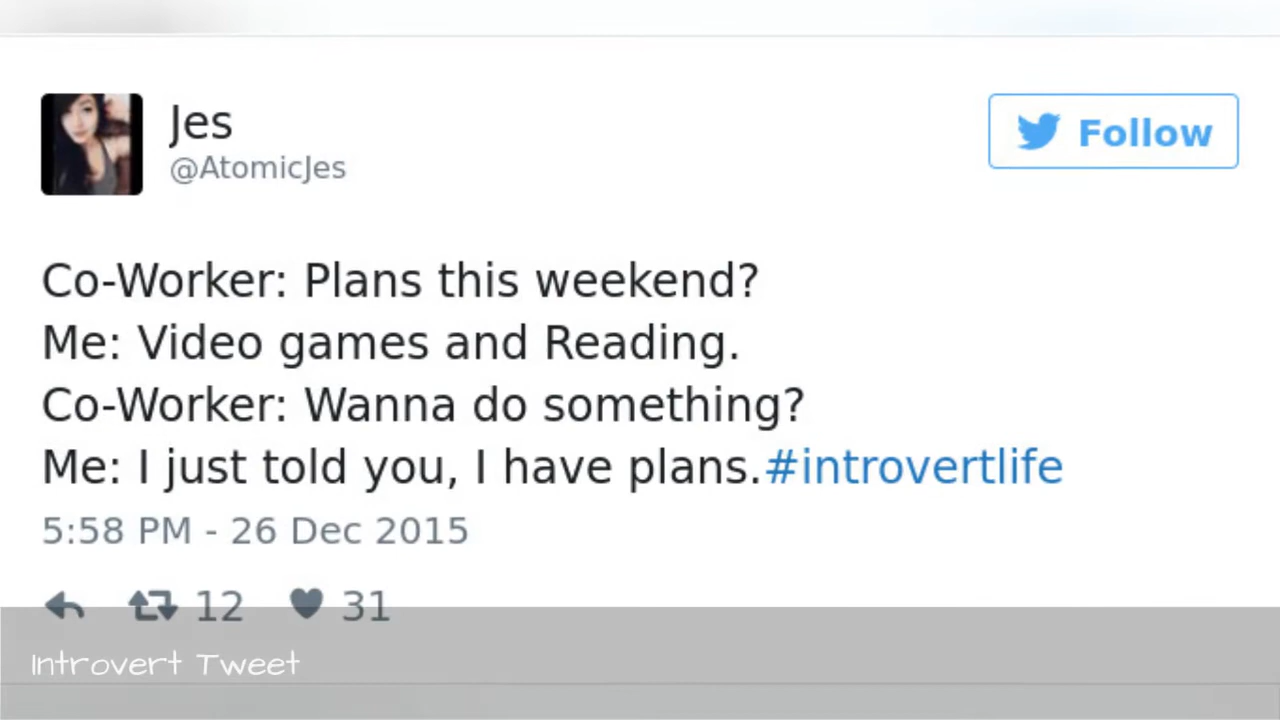 Jes
@AtomicJes
Follow
Co-Worker: Plans this weekend?
Me: Video games and Reading.
Co-Worker: Wanna do something?
Me: I just told you, I have plans.#introvertlife
5:58 PM - 26 Dec 2015
12 31
Introvert Tweet